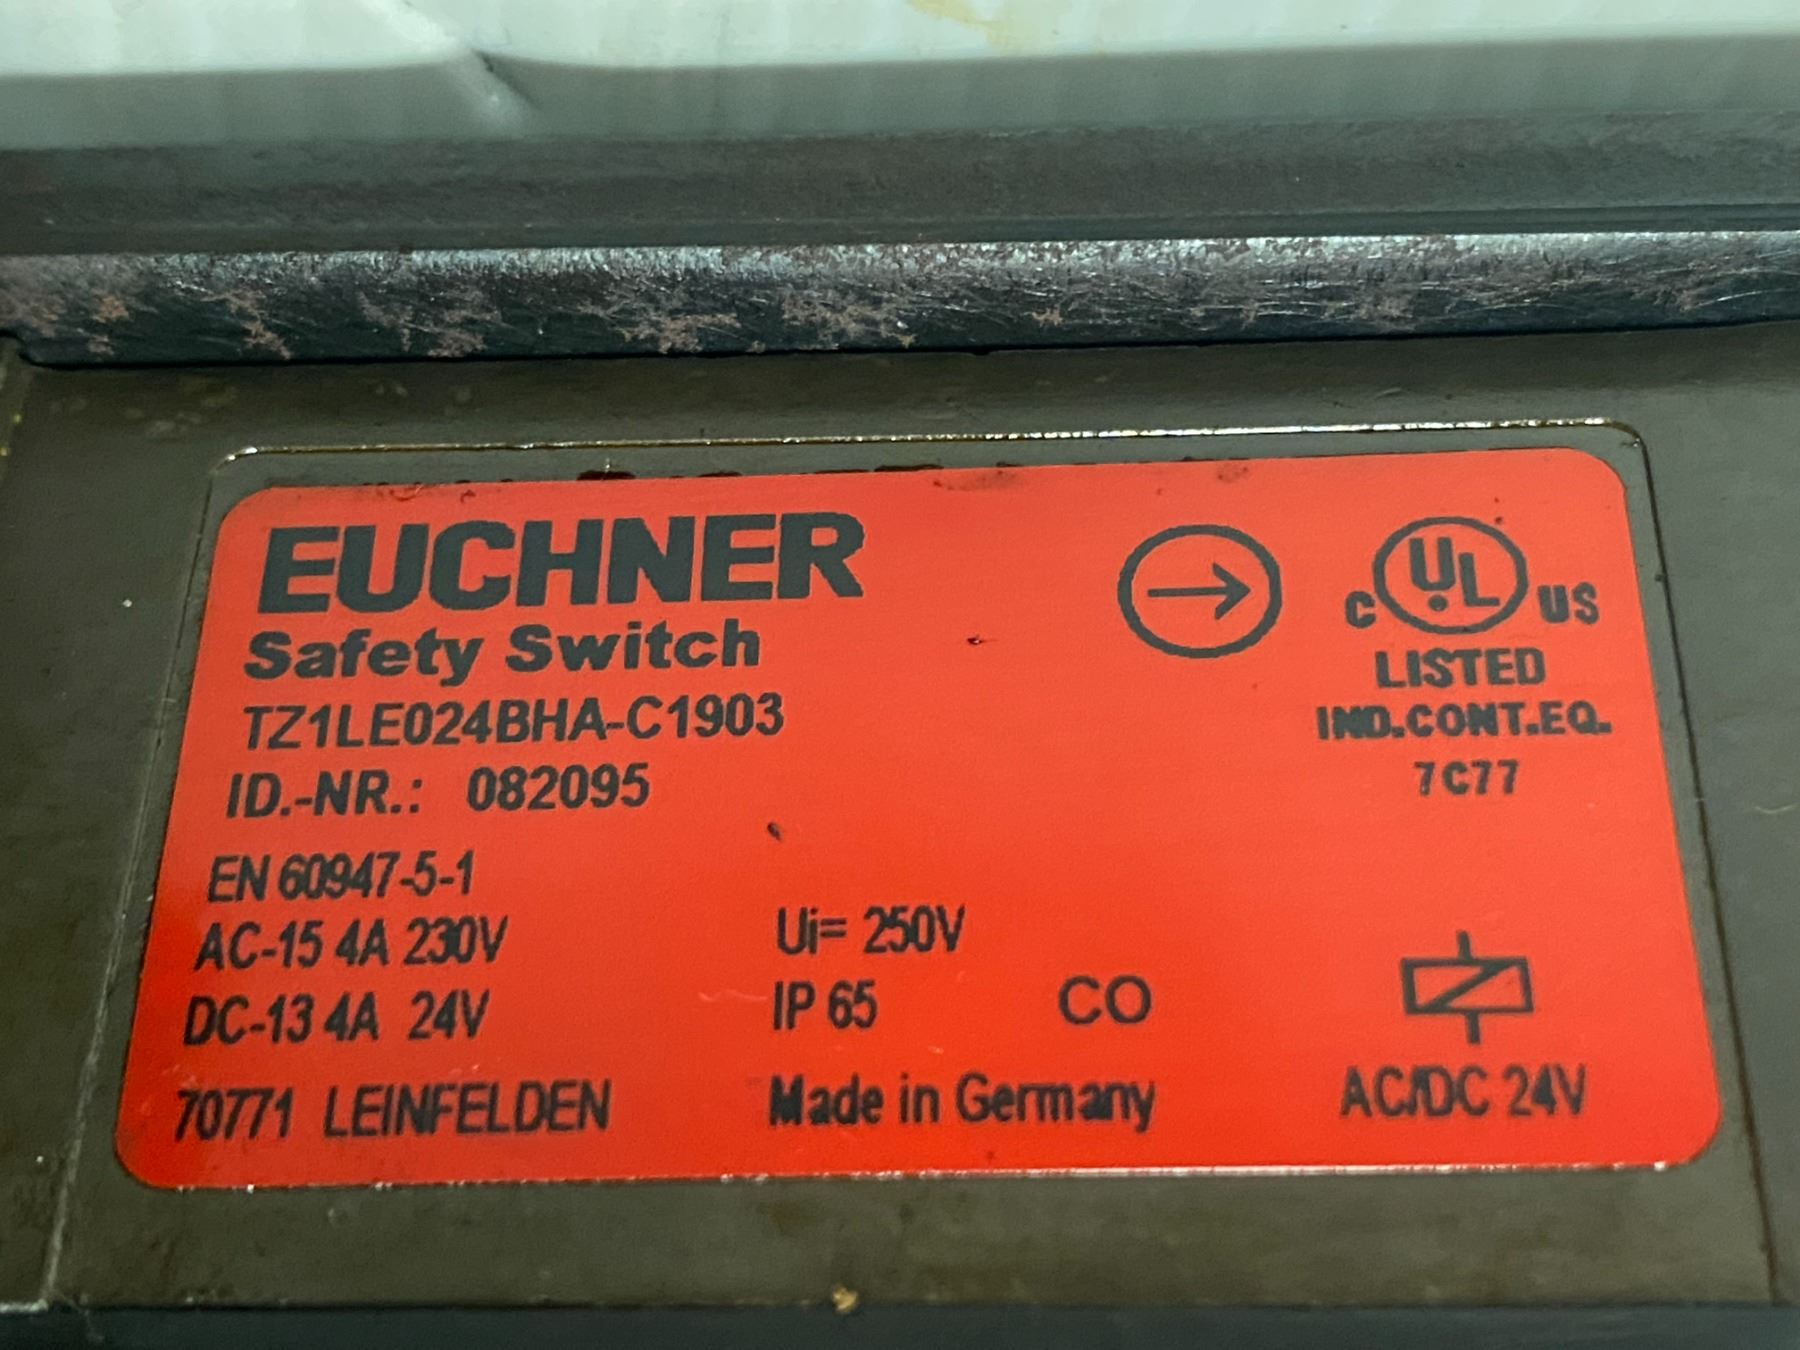 EUCHNER
Safety Switch
TZ1LE024BHA-C1903
ID.-NR.: 082095
C UL US
LISTED
IND.CONT.EQ.
7C77
EN 60947-5-1
AC-15 4A 230V
DC-13 4A 24V
Ui= 250V
IP 65
CO
70771 LEINFELDEN
Made in Germany
AC/DC 24V